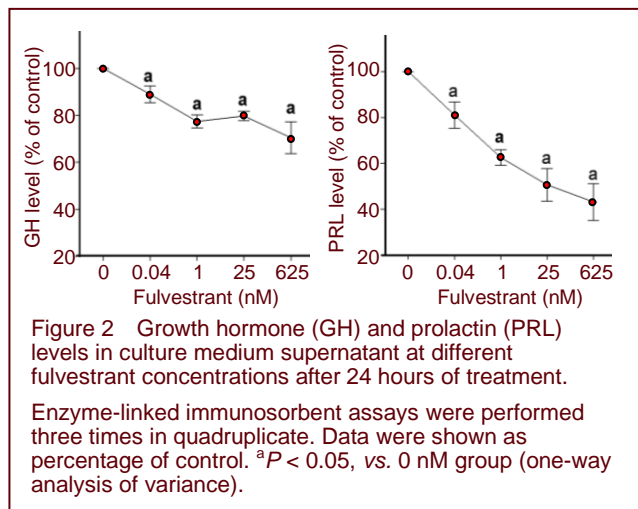 a
a
a
a
100
80
60
40
20
GH level (% of control)
0 0.04 1 25 625
Fulvestrant (nM)
a
a
a
a
100
80
60
40
20
PRL level (% of control)
0 0.04 1 25 625
Fulvestrant (nM)
Figure 2 Growth hormone (GH) and prolactin (PRL)
levels in culture medium supernatant at different
fulvestrant concentrations after 24 hours of treatment.
Enzyme-linked immunosorbent assays were performed
three times in quadruplicate. Data were shown as
percentage of control. ᵃP < 0.05, vs. 0 nM group (one-way
analysis of variance).